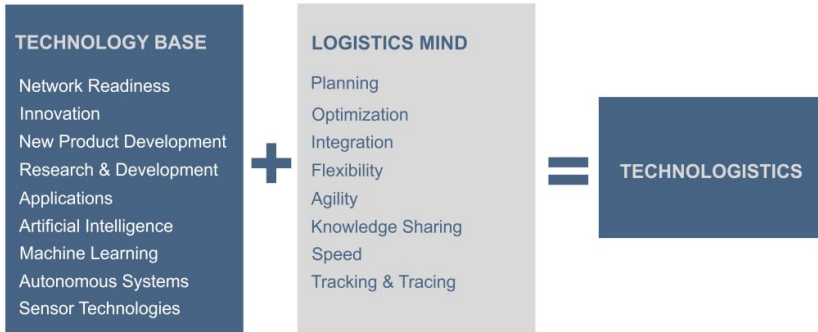 TECHNOLOGY BASE
Network Readiness
Innovation
New Product Development
Research & Development
Applications
Artificial Intelligence
Machine Learning
Autonomous Systems
Sensor Technologies
+
LOGISTICS MIND
Planning
Optimization
Integration
Flexibility
Agility
Knowledge Sharing
Speed
Tracking & Tracing
=
TECHNOLOGISTICS